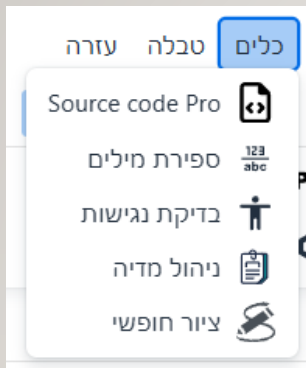 כלים טבלה עזרה
Source code Pro
123
abc
ספירת מילים
בדיקת נגישות
ניהול מדיה
ציור חופשי